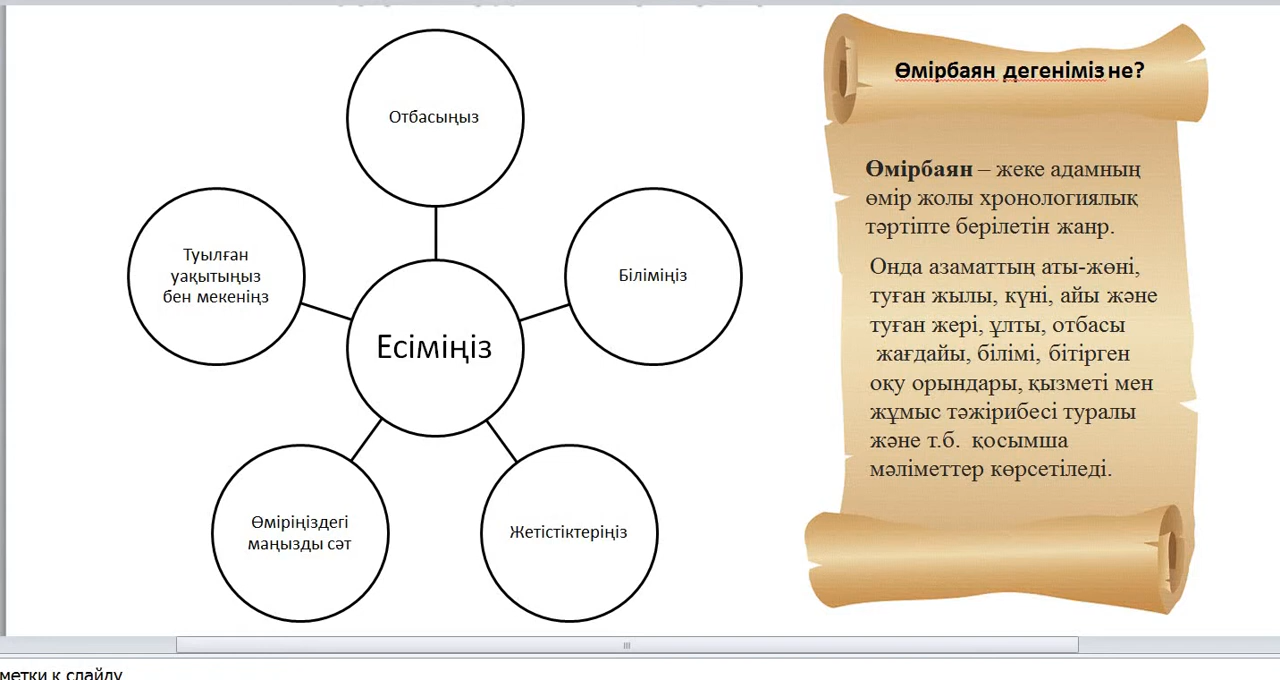 Отбасыңыз
Туылған
уақытыңыз
бен мекеніңз
Біліміңіз
Есіміңіз
Өміріңіздегі
маңызды сәт
Жетістіктеріңіз
Өмірбаян дегеніміз не?
Өмірбаян – жеке адамның
өмір жолы хронологиялық
тәртіпте берілетін жанр.
Онда азаматтың аты-жөні,
туған жылы, күні, айы және
туған жері, ұлты, отбасы
жағдайы, білімі, бітірген
оқу орындары, қызметі мен
жұмыс тәжірибесі туралы
және т.б. қосымша
мәліметтер көрсетіледі.
метки к слайду